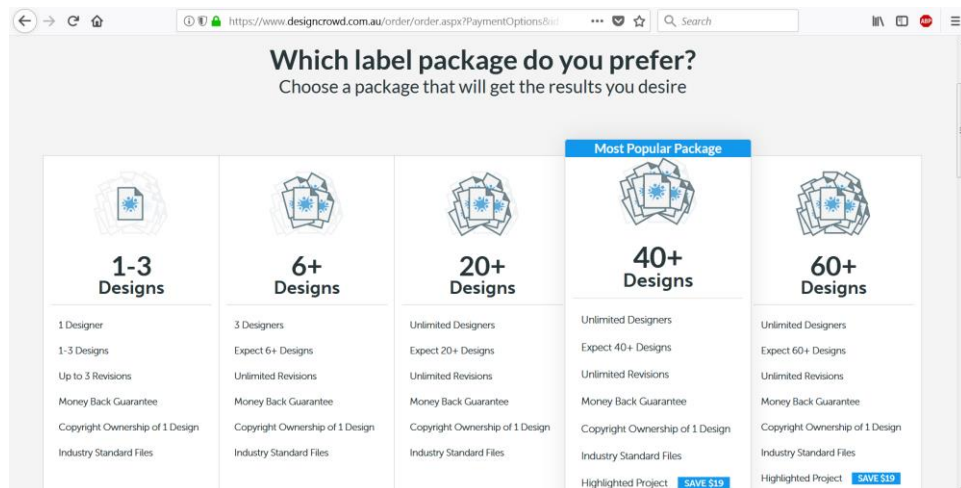 https://www.designcrowd.com.au/order/order.aspx?PaymentOptions&id
Search
ABP
Which label package do you prefer?
Choose a package that will get the results you desire
Most Popular Package
1-3
Designs
1 Designer
1-3 Designs
Up to 3 Revisions
Money Back Guarantee
Copyright Ownership of 1 Design
Industry Standard Files
6+
Designs
3 Designers
Expect 6+ Designs
Unlimited Revisions
Money Back Guarantee
Copyright Ownership of 1 Design
Industry Standard Files
20+
Designs
Unlimited Designers
Expect 20+ Designs
Unlimited Revisions
Money Back Guarantee
Copyright Ownership of 1 Design
Industry Standard Files
40+
Designs
Unlimited Designers
Expect 40+ Designs
Unlimited Revisions
Money Back Guarantee
Copyright Ownership of 1 Design
Industry Standard Files
Highlighted Project SAVE $19
60+
Designs
Unlimited Designers
Expect 60+ Designs
Unlimited Revisions
Money Back Guarantee
Copyright Ownership of 1 Design
Industry Standard Files
Highlighted Project SAVE $19